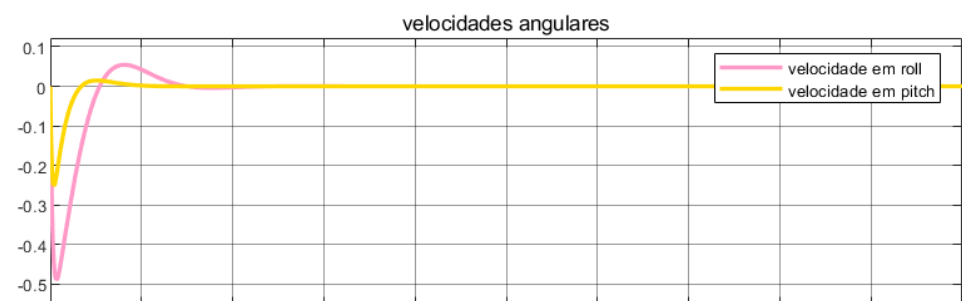 velocidades angulares
0.1
velocidade em roll
0
velocidade em pitch
-0.1
-0.2
-0.3
-0.4
-0.5